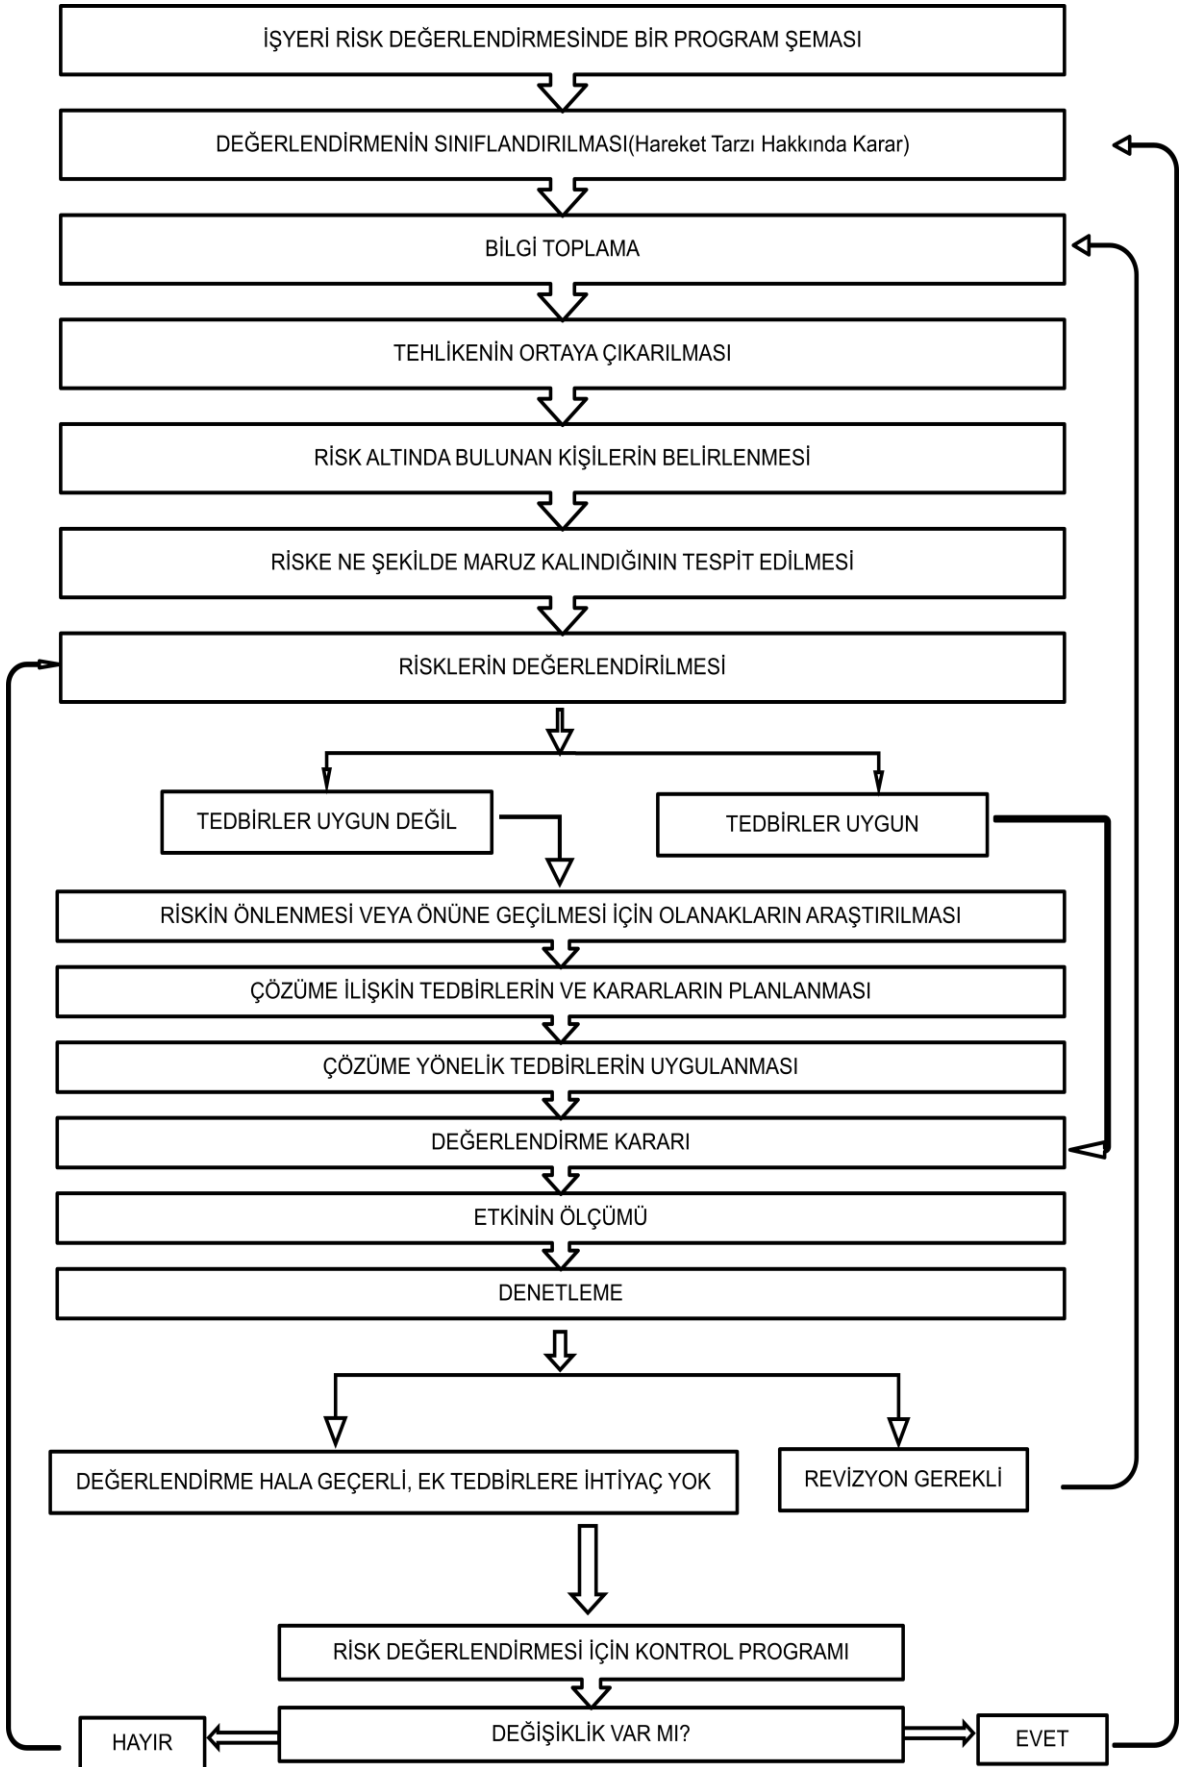 İŞYERİ RİSK DEĞERLENDİRMESİNDE BİR PROGRAM ŞEMASI
DEĞERLENDİRMENİN SINIFLANDIRILMASI(Hareket Tarzı Hakkında Karar)
BİLGİ TOPLAMA
TEHLİKENİN ORTAYA ÇIKARILMASI
RİSK ALTINDA BULUNAN KİŞİLERİN BELİRLENMESİ
RİSKE NE ŞEKİLDE MARUZ KALINDIĞININ TESPİT EDİLMESİ
RİSKLERİN DEĞERLENDİRİLMESİ
TEDBİRLER UYGUN DEĞİL
TEDBİRLER UYGUN
RİSKİN ÖNLENMESİ VEYA ÖNÜNE GEÇİLMESİ İÇİN OLANAKLARIN ARAŞTIRILMASI
ÇÖZÜME İLİŞKİN TEDBİRLERİN VE KARARLARIN PLANLANMASI
ÇÖZÜME YÖNELİK TEDBİRLERİN UYGULANMASI
DEĞERLENDİRME KARARI
ETKİNİN ÖLÇÜMÜ
DENETLEME
DEĞERLENDİRME HALA GEÇERLİ, EK TEDBİRLERE İHTİYAÇ YOK
REVİZYON GEREKLİ
RİSK DEĞERLENDİRMESİ İÇİN KONTROL PROGRAMI
HAYIR
DEĞİŞİKLİK VAR MI?
EVET